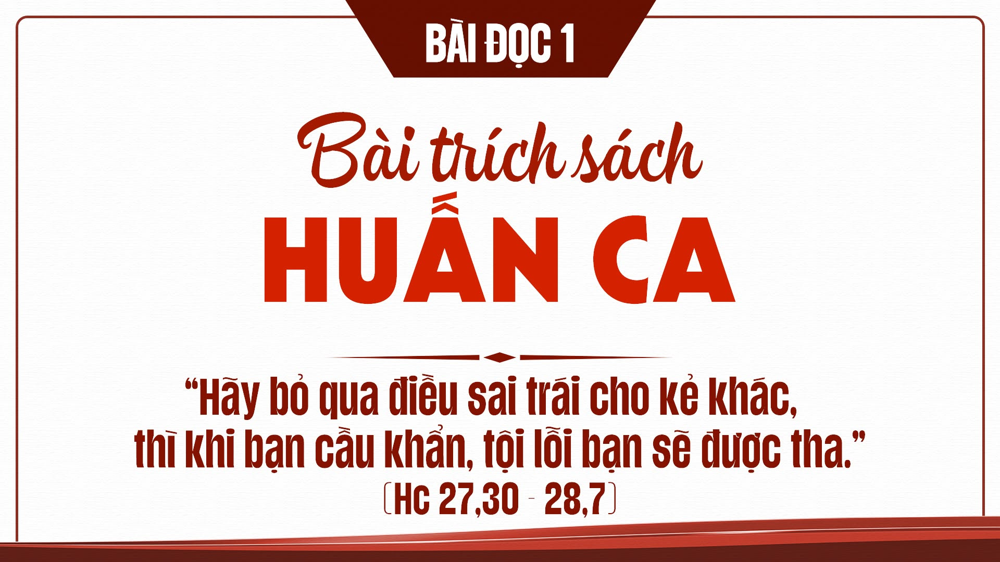 BÀI ĐỌC 1
Bài trích sách
HUẤN CA
“Hãy bỏ qua điều sai trái cho kẻ khác,
thì khi bạn cầu khẩn, tội lỗi bạn sẽ được tha.”
(Hc 27,30 - 28,7)